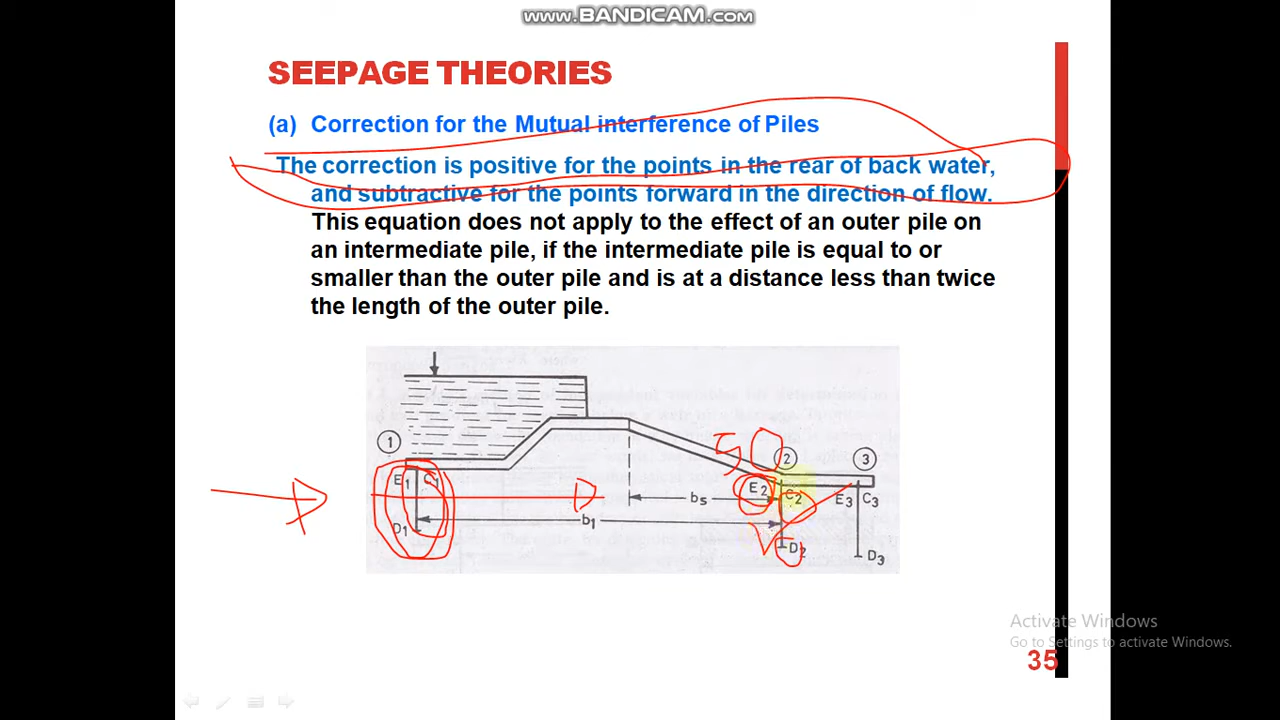 www.BANDICAM.com
SEEPAGE THEORIES
(a) Correction for the Mutual interference of Piles
The correction is positive for the points in the rear of back water,
and subtractive for the points forward in the direction of flow.
This equation does not apply to the effect of an outer pile on
an intermediate pile, if the intermediate pile is equal to or
smaller than the outer pile and is at a distance less than twice
the length of the outer pile.
1
2
3
E1 C1
E2
C2
E3 C3
bs
b1
D1
D2
D3
Activate Windows
Go to Settings to activate Windows.
35